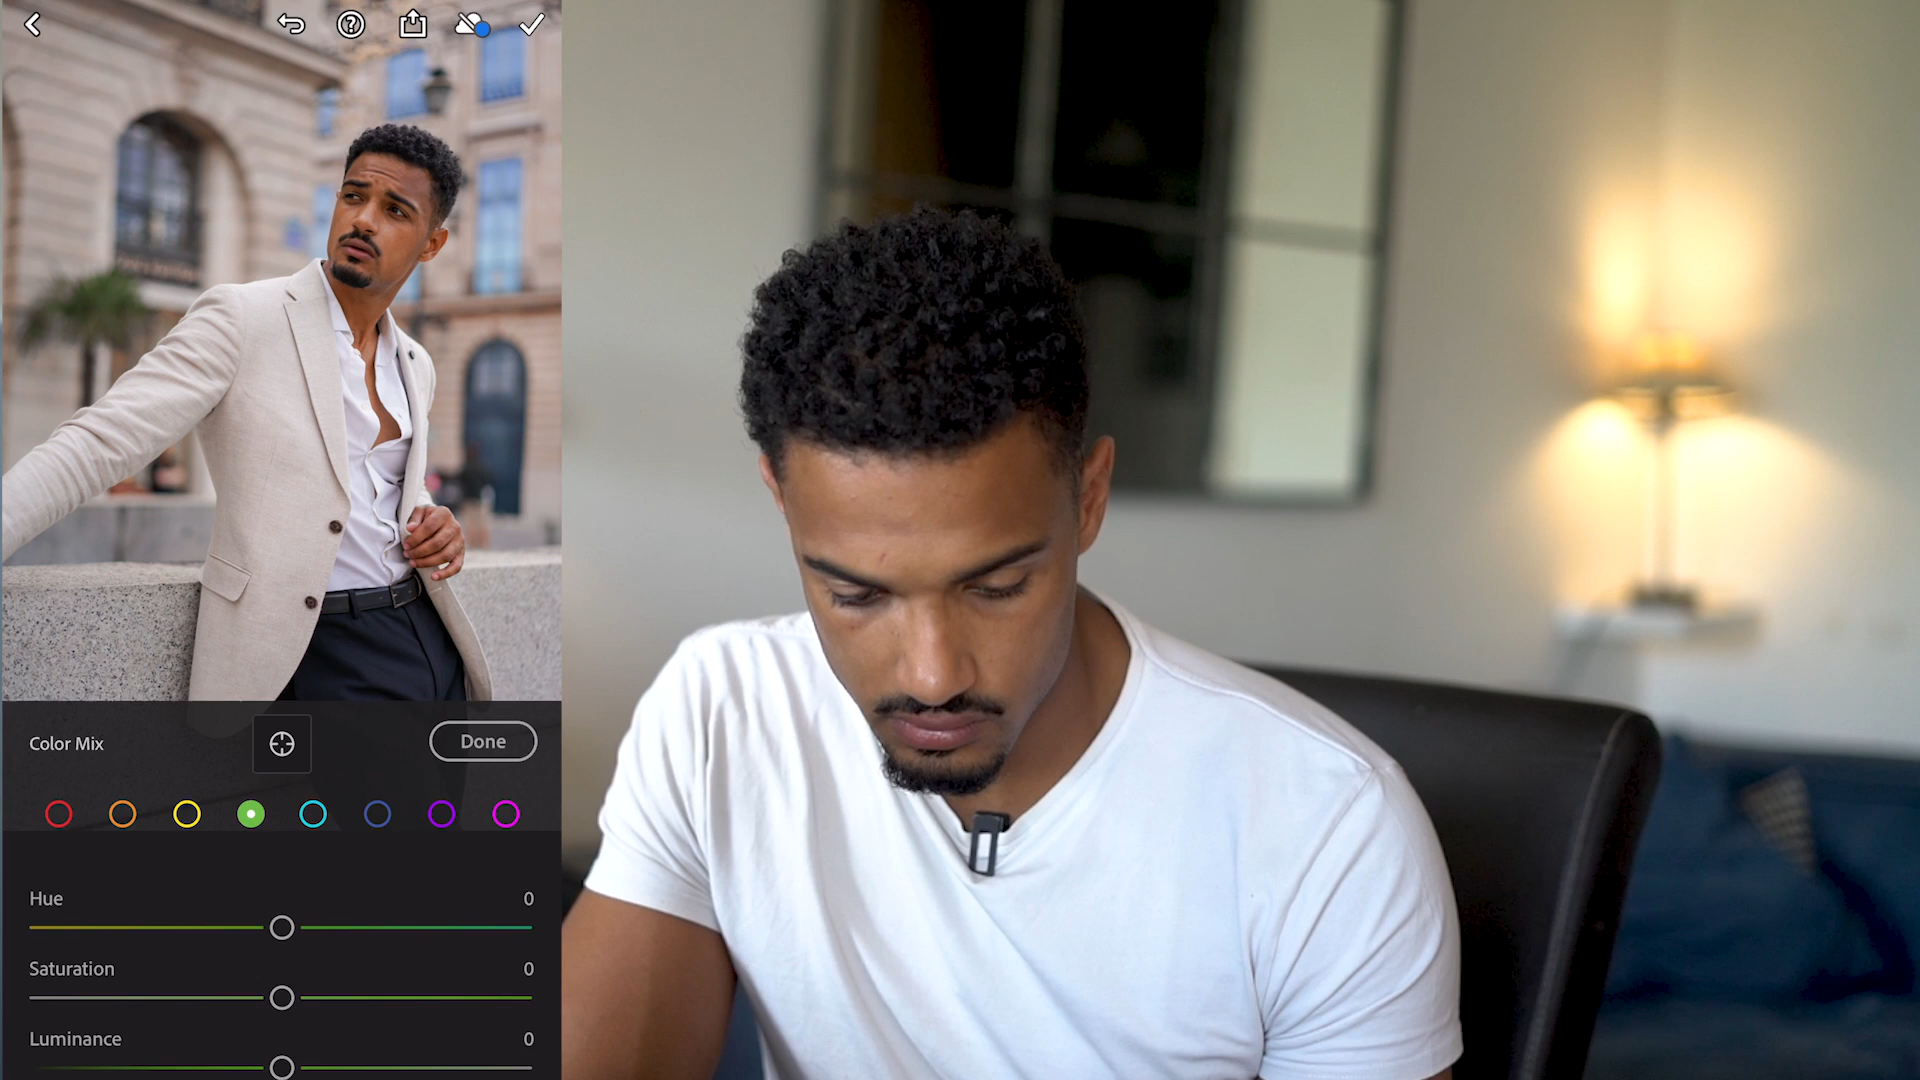 Color Mix
Done
Hue 0
Saturation 0
Luminance 0